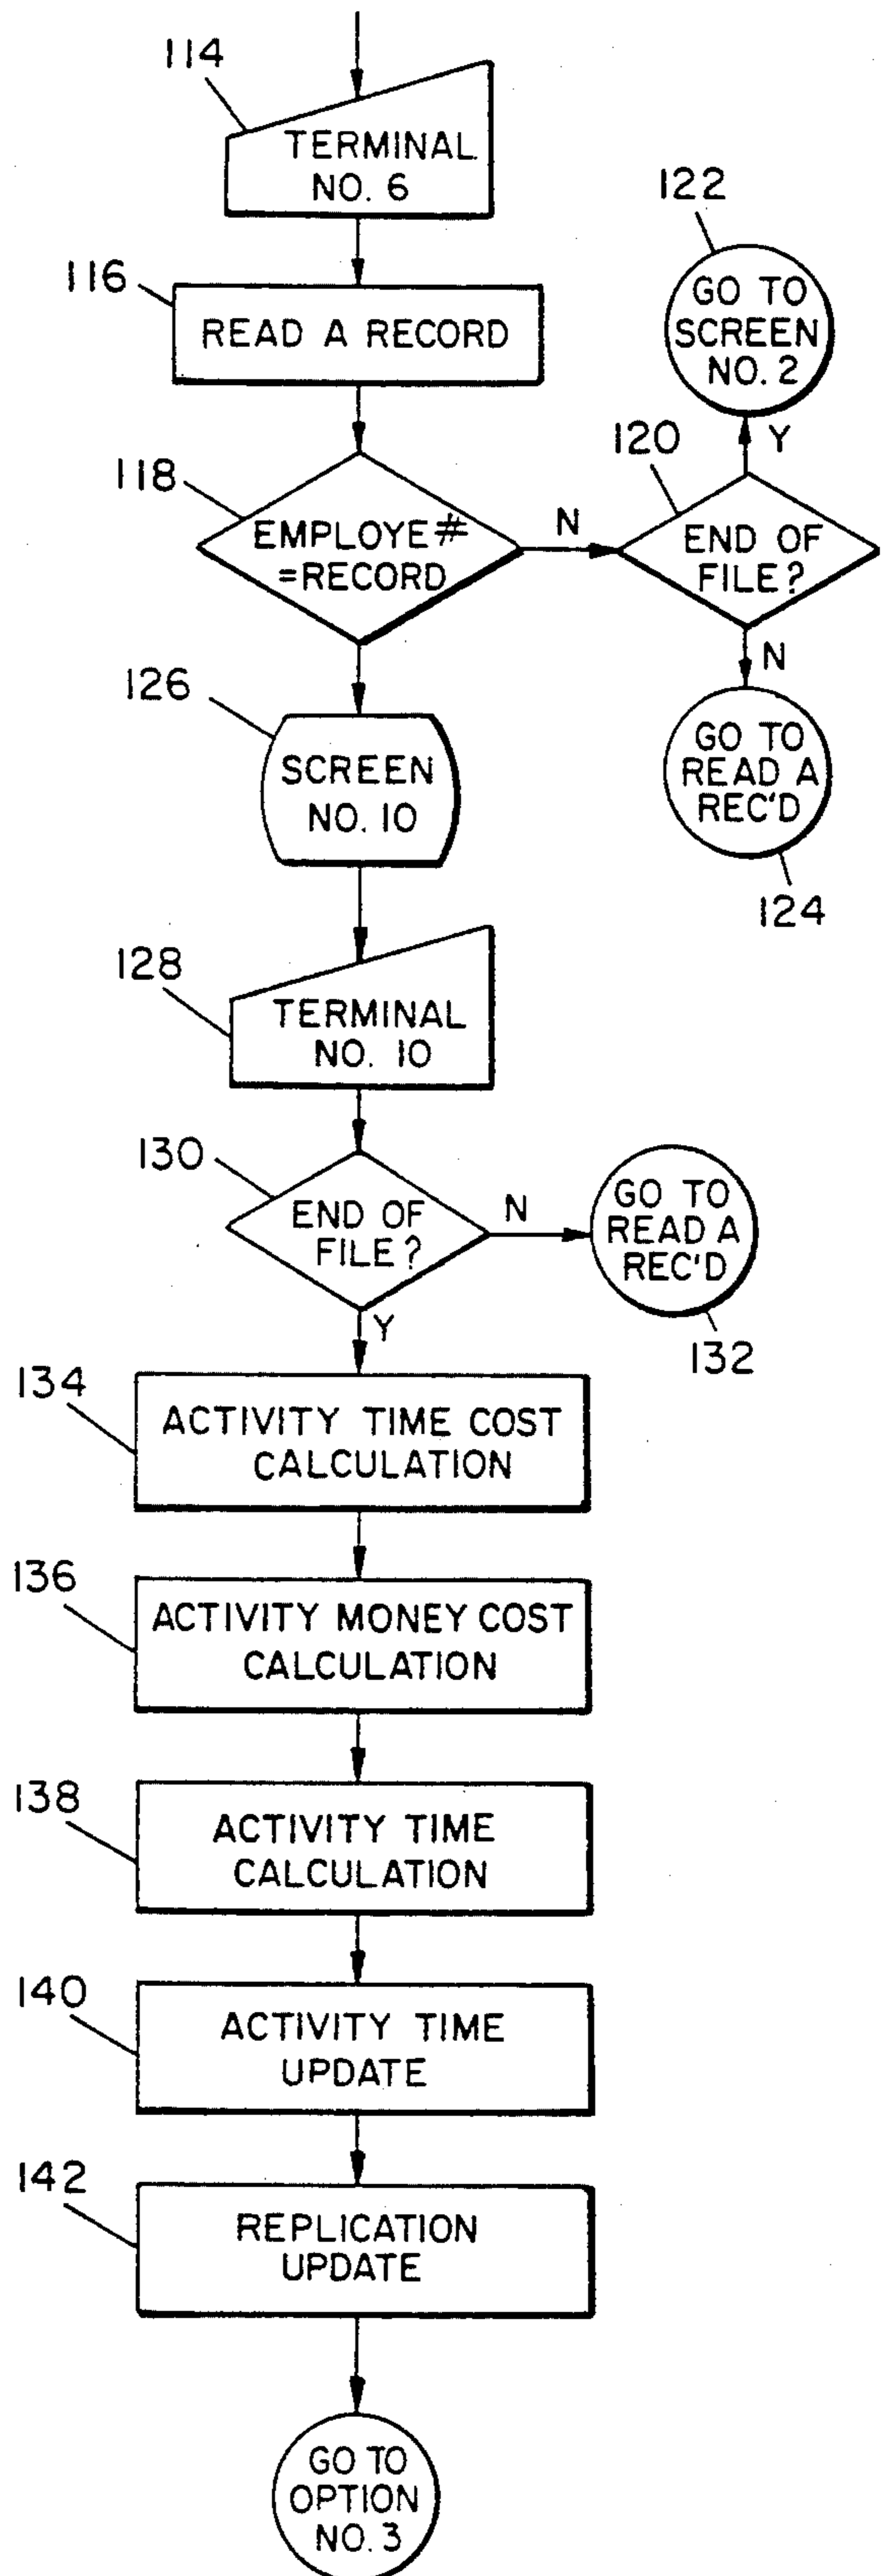 114
TERMINAL
NO. 6
116
READ A RECORD
122
GO TO
SCREEN
NO. 2
Y
118
EMPLOYE #
=RECORD
N
120
END OF
FILE?
N
GO TO
READ A
REC'D
124
126
SCREEN
NO. 10
128
TERMINAL
NO. 10
130
END OF
FILE?
N
GO TO
READ A
REC'D
132
Y
134
ACTIVITY TIME COST
CALCULATION
136
ACTIVITY MONEY COST
CALCULATION
138
ACTIVITY TIME
CALCULATION
140
ACTIVITY TIME
UPDATE
142
REPLICATION
UPDATE
GO TO
OPTION
NO. 3